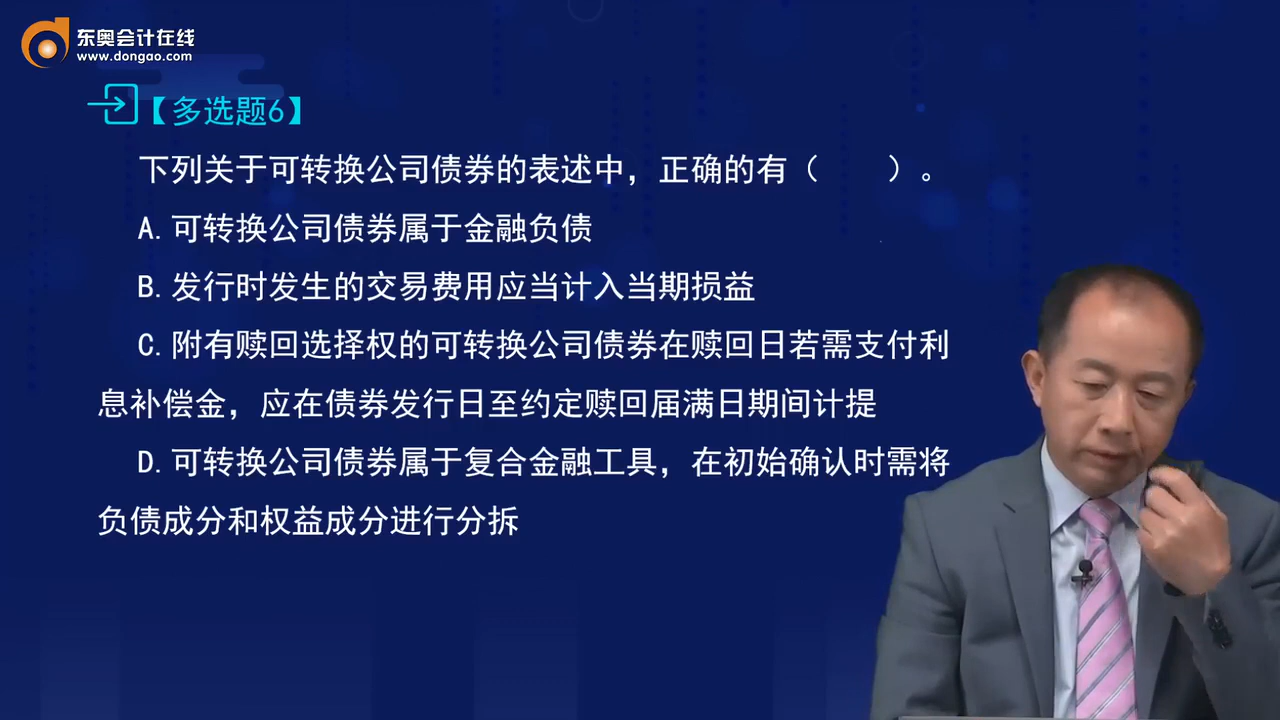 东奥会计在线
www.dongao.com
【多选题6】
下列关于可转换公司债券的表述中，正确的有（　　）。
A.可转换公司债券属于金融负债
B.发行时发生的交易费用应当计入当期损益
C.附有赎回选择权的可转换公司债券在赎回日若需支付利
息补偿金，应在债券发行日至约定赎回届满日期间计提
D.可转换公司债券属于复合金融工具，在初始确认时需将
负债成分和权益成分进行分拆